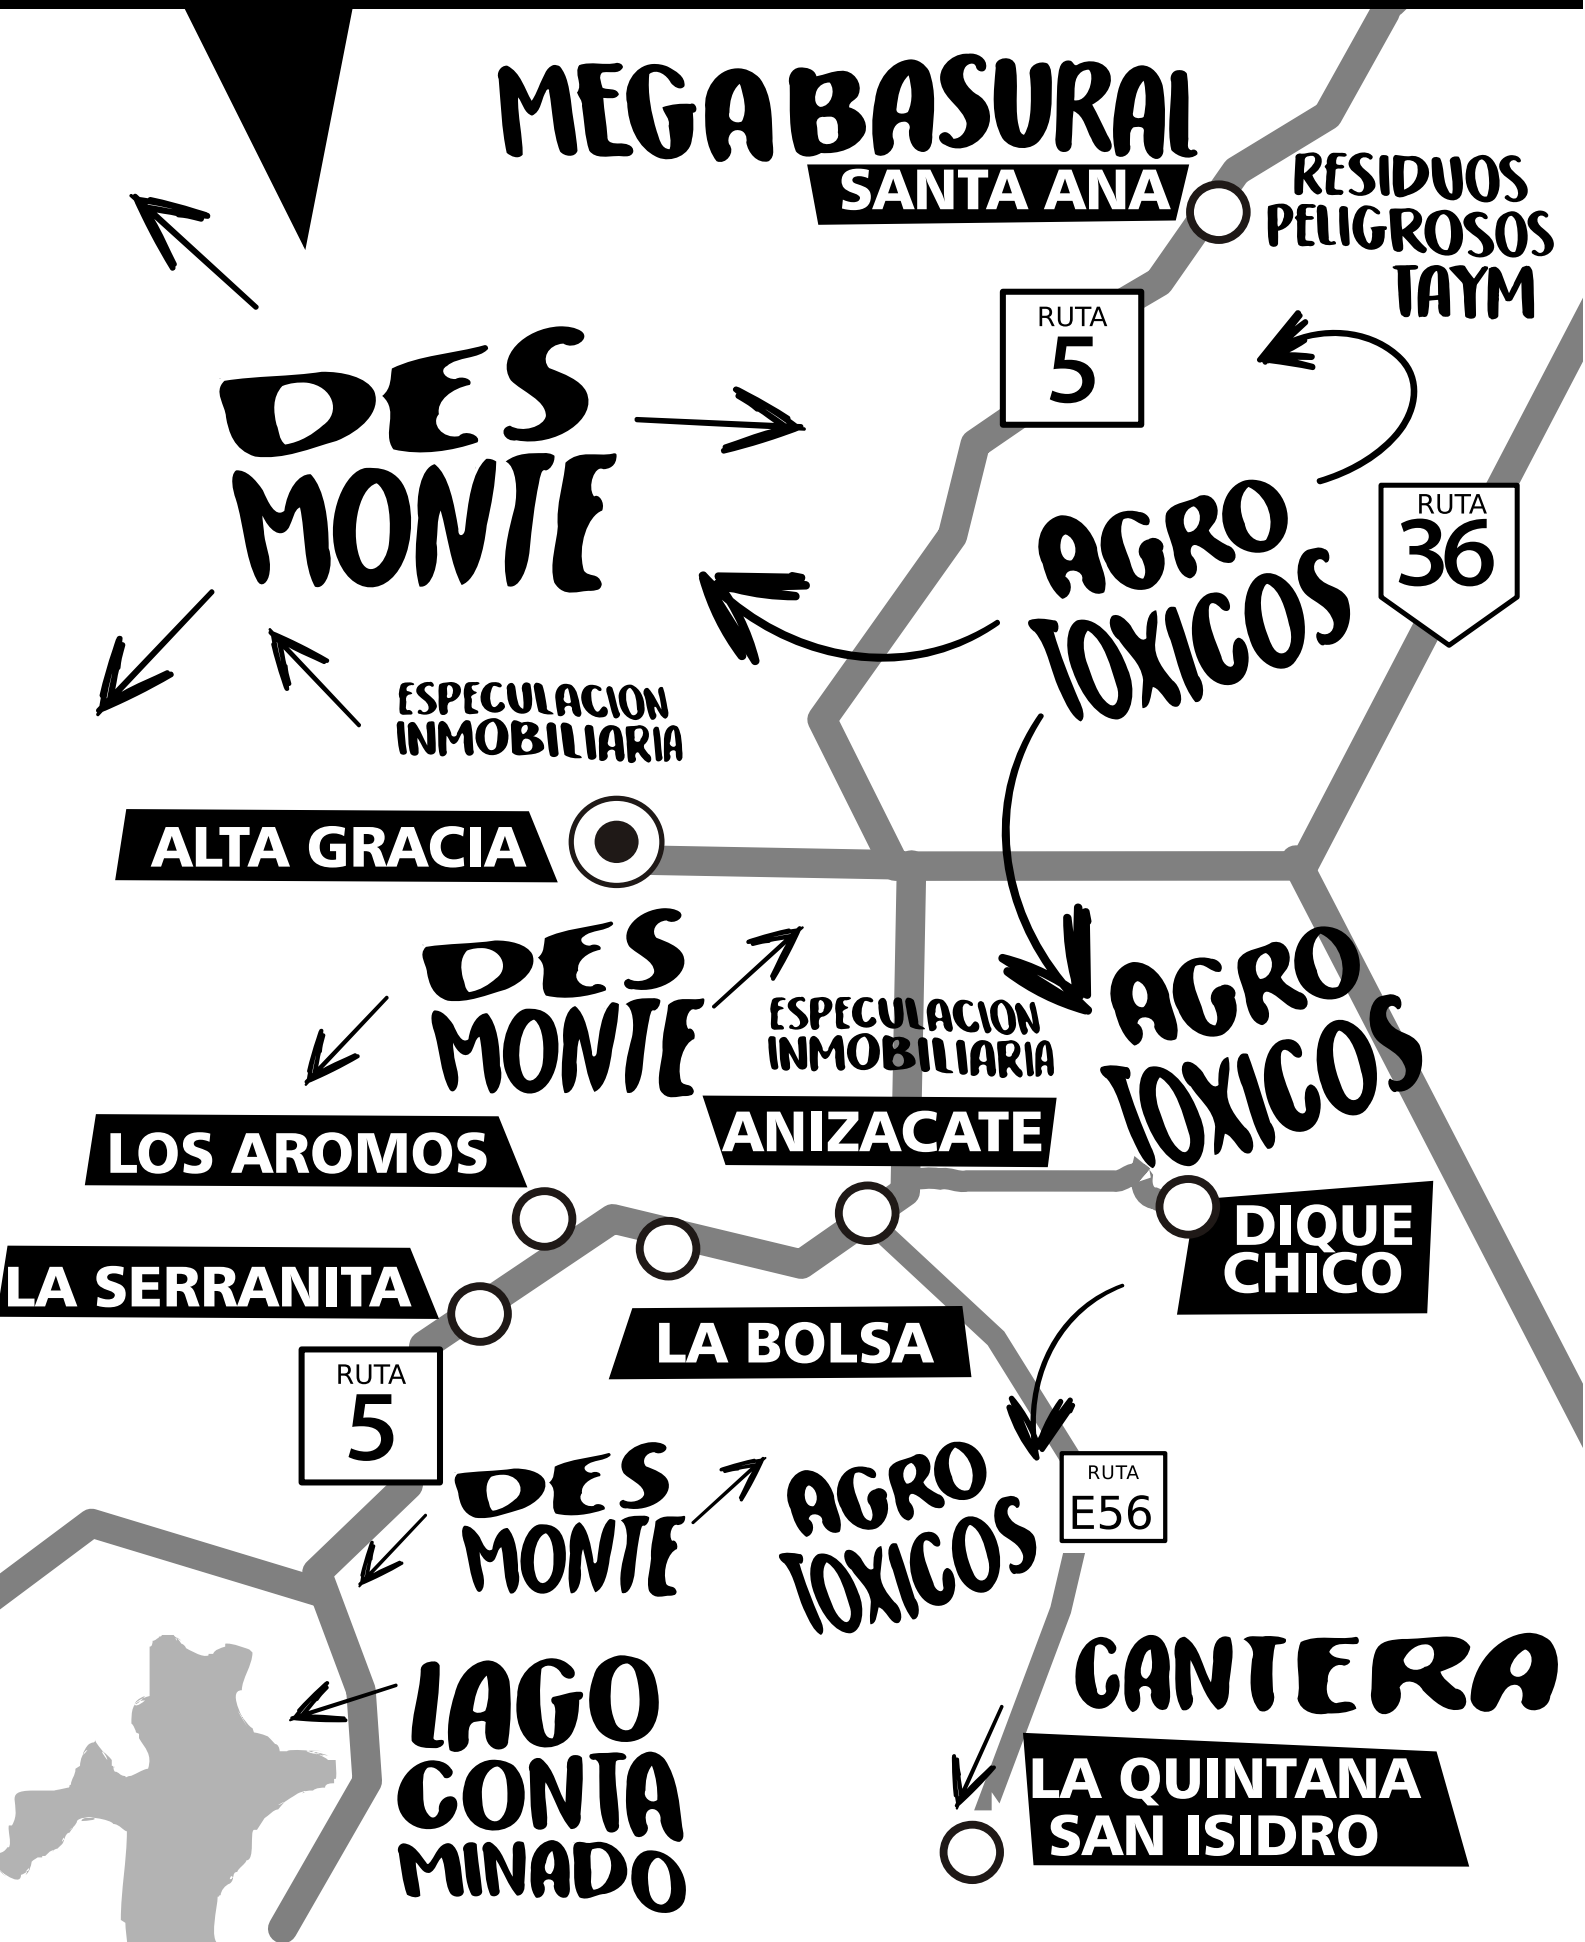 MEGABASURAL
SANTA ANA
RESIDUOS
PELIGROSOS
TAYM
RUTA
5
DES
MONTE
AGRO
TOXICOS
RUTA
36
ESPECULACION
INMOBILIARIA
ALTA GRACIA
DES
MONTE
ESPECULACION
INMOBILIARIA
AGRO
TOXICOS
LOS AROMOS
ANIZACATE
DIQUE
CHICO
LA SERRANITA
LA BOLSA
RUTA
5
DES
MONTE
AGRO
TOXICOS
RUTA
E56
LAGO
CONTA
MINADO
CANTERA
LA QUINTANA
SAN ISIDRO